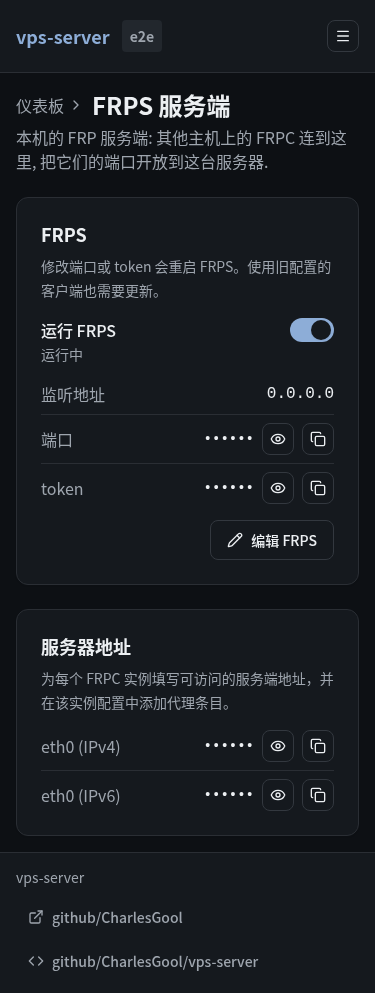 vps-server e2e
仪表板 > FRPS 服务端
本机的 FRP 服务端: 其他主机上的 FRPC 连到这
里, 把它们的端口开放到这台服务器.
FRPS
修改端口或 token 会重启 FRPS。使用旧配置的
客户端也需要更新。
运行 FRPS
运行中
监听地址 0.0.0.0
端口 ••••••
token ••••••
编辑 FRPS
服务器地址
为每个 FRPC 实例填写可访问的服务端地址，并
在该实例配置中添加代理条目。
eth0 (IPv4) ••••••
eth0 (IPv6) ••••••
vps-server
github/CharlesGool
github/CharlesGool/vps-server